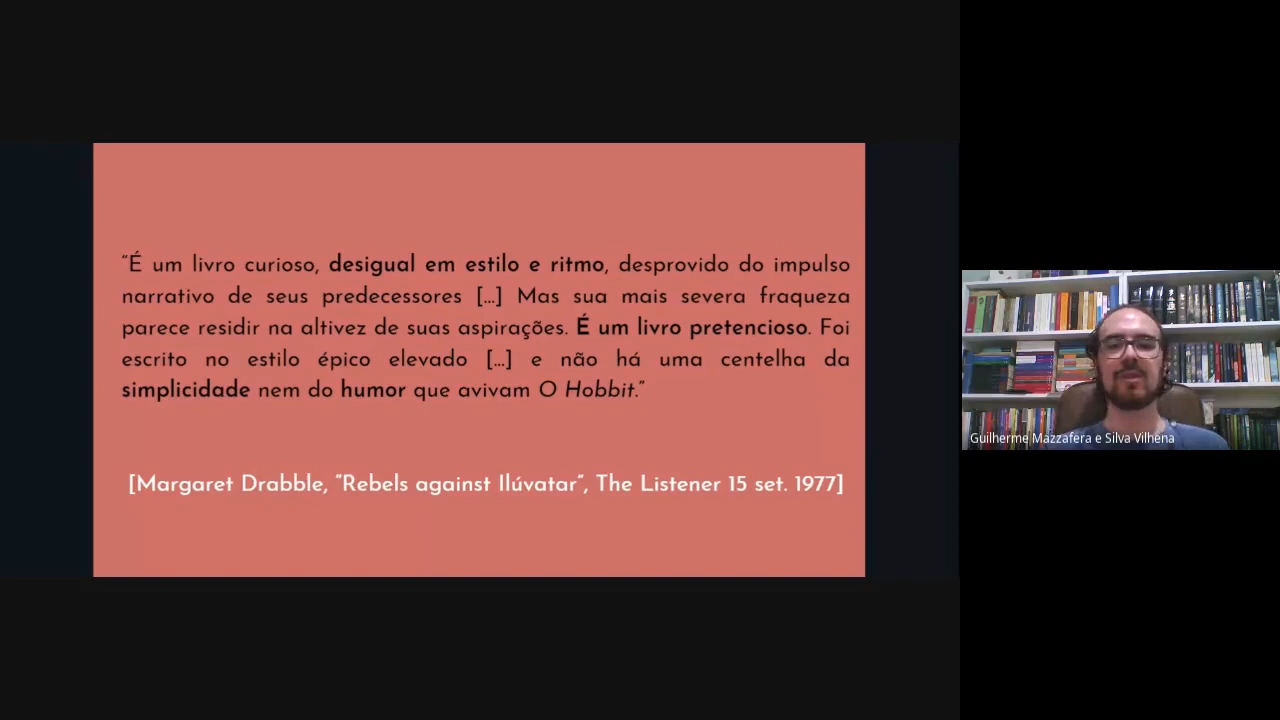 “É um livro curioso, desigual em estilo e ritmo, desprovido do impulso
narrativo de seus predecessores [...] Mas sua mais severa fraqueza
parece residir na altivez de suas aspirações. É um livro pretencioso. Foi
escrito no estilo épico elevado [...] e não há uma centelha da
simplicidade nem do humor que avivam O Hobbit.”
[Margaret Drabble, “Rebels against Ilúvatar”, The Listener 15 set. 1977]
Guilherme Mazzafera e Silva Vilhena